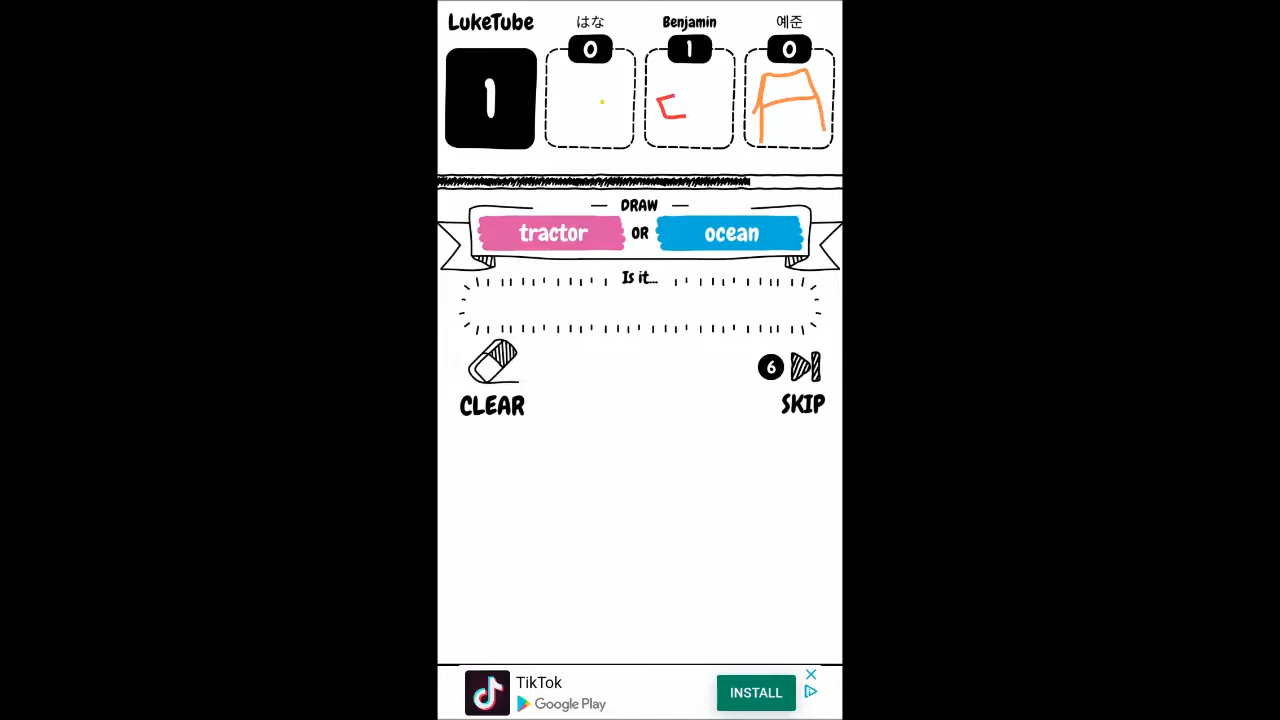 LukeTube はな Benjamin 예준
1 0 1 0
DRAW
tractor OR ocean
Is it...
6
CLEAR SKIP
TikTok
Google Play
INSTALL